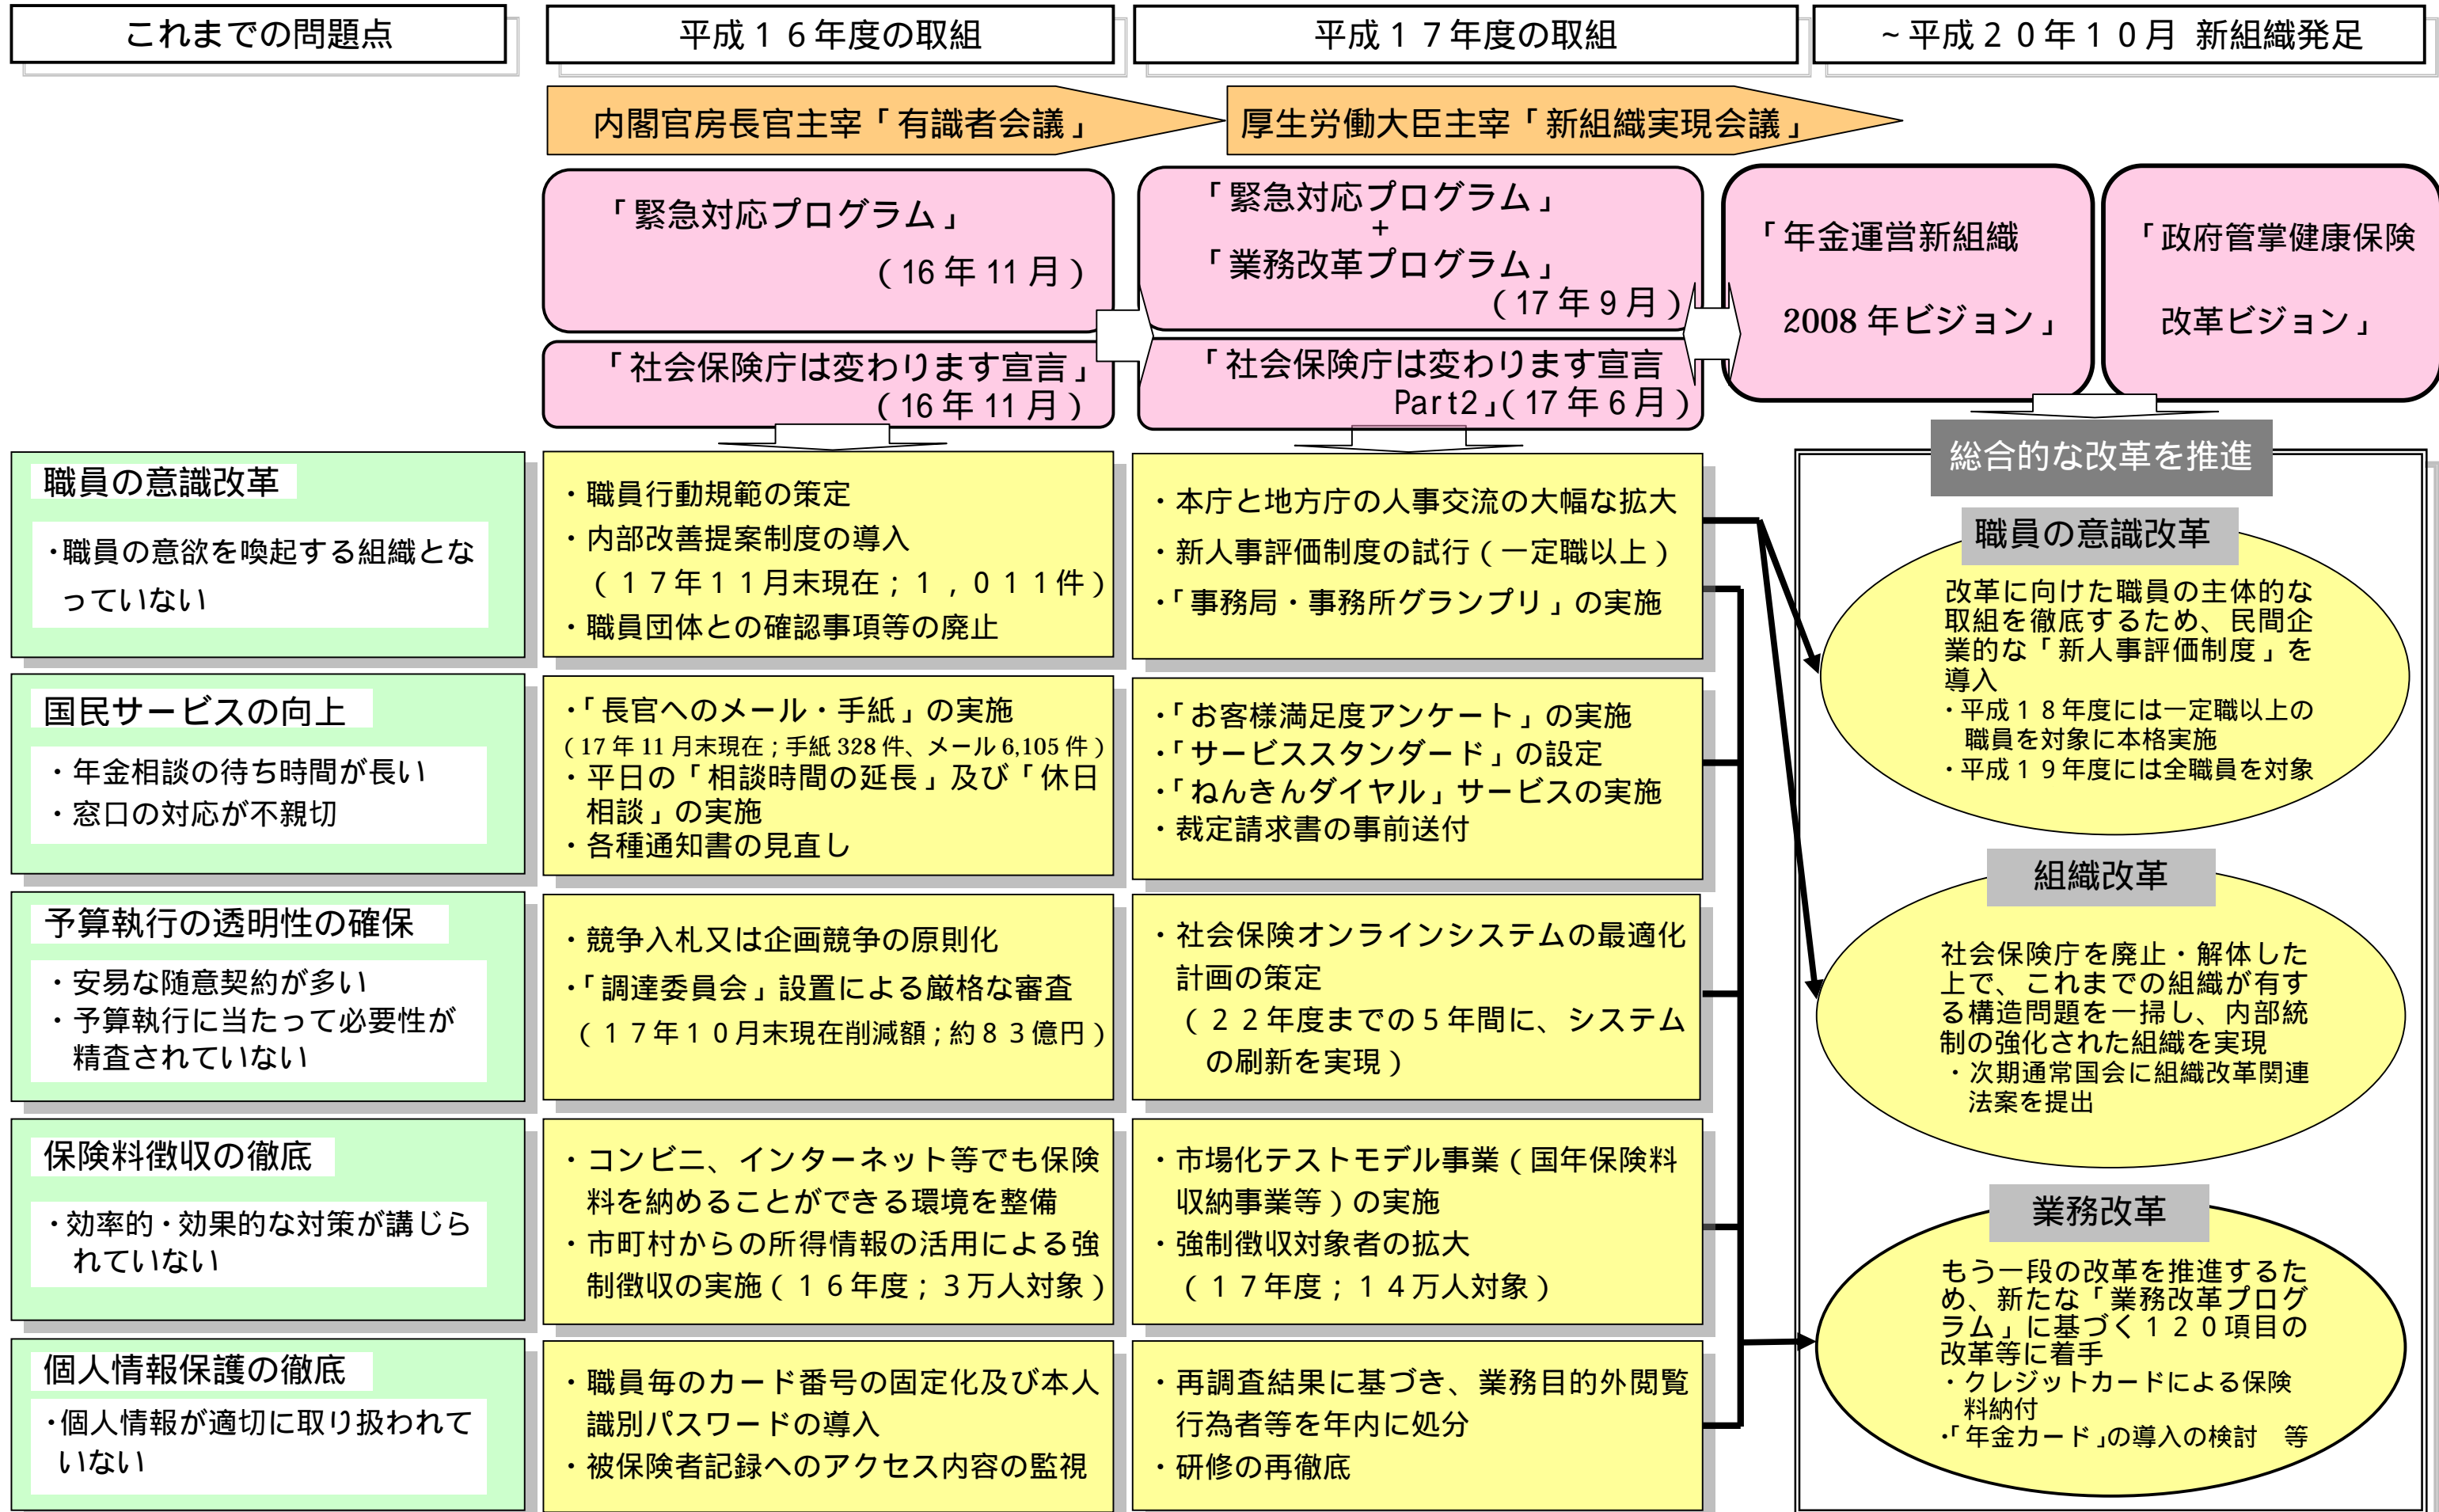 これまでの問題点
平成１６年度の取組
平成１７年度の取組
～平成２０年１０月 新組織発足
内閣官房長官主宰「有識者会議」
厚生労働大臣主宰「新組織実現会議」
「緊急対応プログラム」
（16年11月）
「社会保険庁は変わります宣言」
（16年11月）
「緊急対応プログラム」
＋
「業務改革プログラム」
（17年9月）
「社会保険庁は変わります宣言
Part2」（17年6月）
「年金運営新組織
2008年ビジョン」
「政府管掌健康保険
改革ビジョン」
職員の意識改革
・職員の意欲を喚起する組織とな
っていない
・職員行動規範の策定
・内部改善提案制度の導入
（１７年１１月末現在；１，０１１件）
・職員団体との確認事項等の廃止
・本庁と地方庁の人事交流の大幅な拡大
・新人事評価制度の試行（一定職以上）
・「事務局・事務所グランプリ」の実施
国民サービスの向上
・年金相談の待ち時間が長い
・窓口の対応が不親切
・「長官へのメール・手紙」の実施
（17年11月末現在；手紙328件、メール6,105件）
・平日の「相談時間の延長」及び「休日
相談」の実施
・各種通知書の見直し
・「お客様満足度アンケート」の実施
・「サービススタンダード」の設定
・「ねんきんダイヤル」サービスの実施
・裁定請求書の事前送付
予算執行の透明性の確保
・安易な随意契約が多い
・予算執行に当たって必要性が
精査されていない
・競争入札又は企画競争の原則化
・「調達委員会」設置による厳格な審査
（１７年１０月末現在削減額；約８３億円）
・社会保険オンラインシステムの最適化
計画の策定
（２２年度までの５年間に、システム
の刷新を実現）
保険料徴収の徹底
・効率的・効果的な対策が講じら
れていない
・コンビニ、インターネット等でも保険
料を納めることができる環境を整備
・市町村からの所得情報の活用による強
制徴収の実施（１６年度；３万人対象）
・市場化テストモデル事業（国年保険料
収納事業等）の実施
・強制徴収対象者の拡大
（１７年度；１４万人対象）
個人情報保護の徹底
・個人情報が適切に取り扱われて
いない
・職員毎のカード番号の固定化及び本人
識別パスワードの導入
・被保険者記録へのアクセス内容の監視
・再調査結果に基づき、業務目的外閲覧
行為者等を年内に処分
・研修の再徹底
総合的な改革を推進
職員の意識改革
改革に向けた職員の主体的な
取組を徹底するため、民間企
業的な「新人事評価制度」を
導入
・平成１８年度には一定職以上の
職員を対象に本格実施
・平成１９年度には全職員を対象
組織改革
社会保険庁を廃止・解体した
上で、これまでの組織が有す
る構造問題を一掃し、内部統
制の強化された組織を実現
・次期通常国会に組織改革関連
法案を提出
業務改革
もう一段の改革を推進するた
め、新たな「業務改革プログ
ラム」に基づく１２０項目の
改革等に着手
・クレジットカードによる保険
料納付
・「年金カード」の導入の検討　等